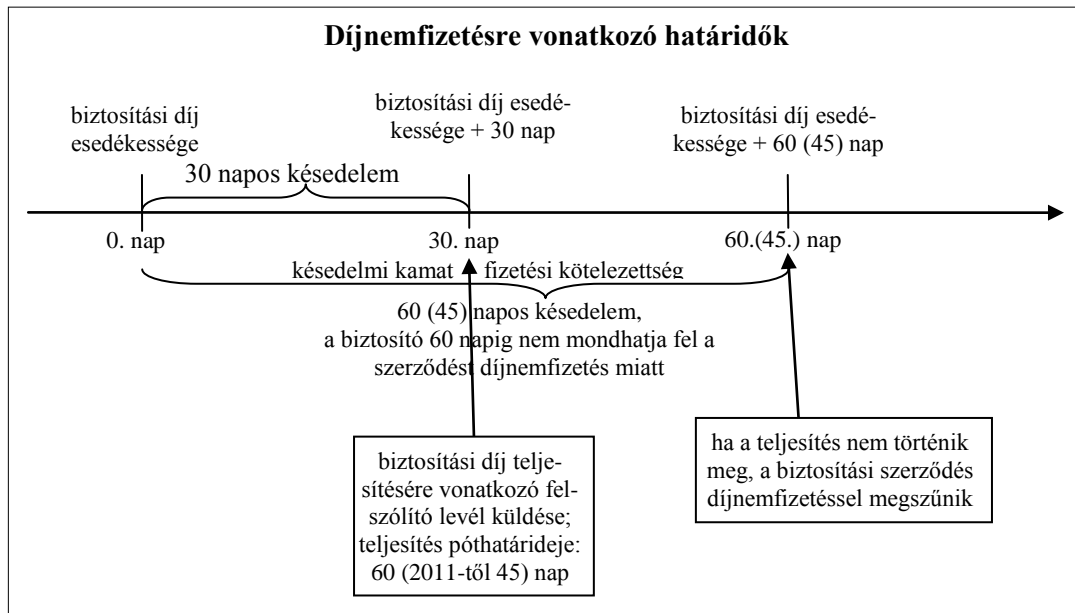 Díjnemfizetésre vonatkozó határidők
biztosítási díj
esedékessége
biztosítási díj esedé-
kessége + 30 nap
biztosítási díj esedé-
kessége + 60 (45) nap
30 napos késedelem
0. nap
30. nap
60.(45.) nap
késedelmi kamat fizetési kötelezettség
60 (45) napos késedelem,
a biztosító 60 napig nem mondhatja fel a
szerződést díjnemfizetés miatt
biztosítási díj telje-
sítésére vonatkozó fel-
szólító levél küldése;
teljesítés póthatárideje:
60 (2011-től 45) nap
ha a teljesítés nem történik
meg, a biztosítási szerződés
díjnemfizetéssel megszűnik